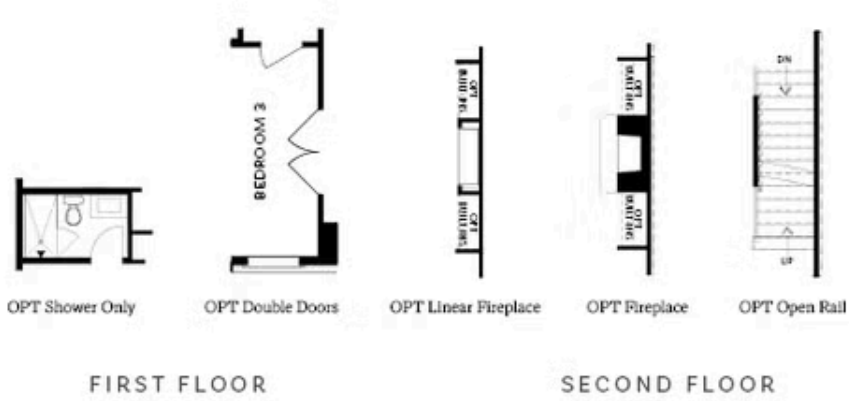 BEDROOM 3
OPT
BUILT-INS
OPT
BUILT-INS
OPT
BUILT-INS
OPT
BUILT-INS
DN
UP
OPT Shower Only
OPT Double Doors
OPT Linear Fireplace
OPT Fireplace
OPT Open Rail
FIRST FLOOR
SECOND FLOOR